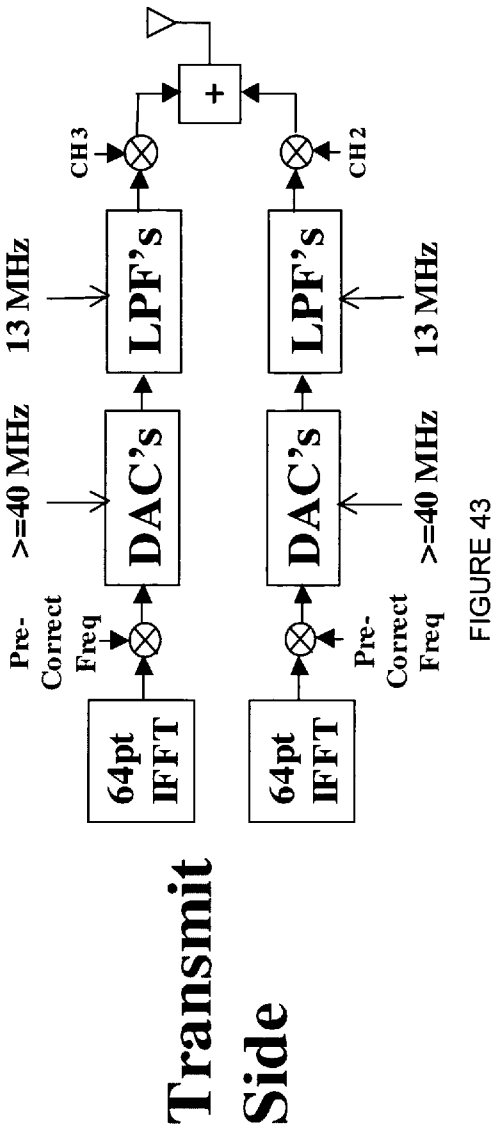 Transmit
Side
64pt
IFFT
Pre-
Correct
Freq
>=40 MHz
DAC's
13 MHz
LPF's
CH3
+
64pt
IFFT
Pre-
Correct
Freq
>=40 MHz
DAC's
13 MHz
LPF's
CH2
FIGURE 43